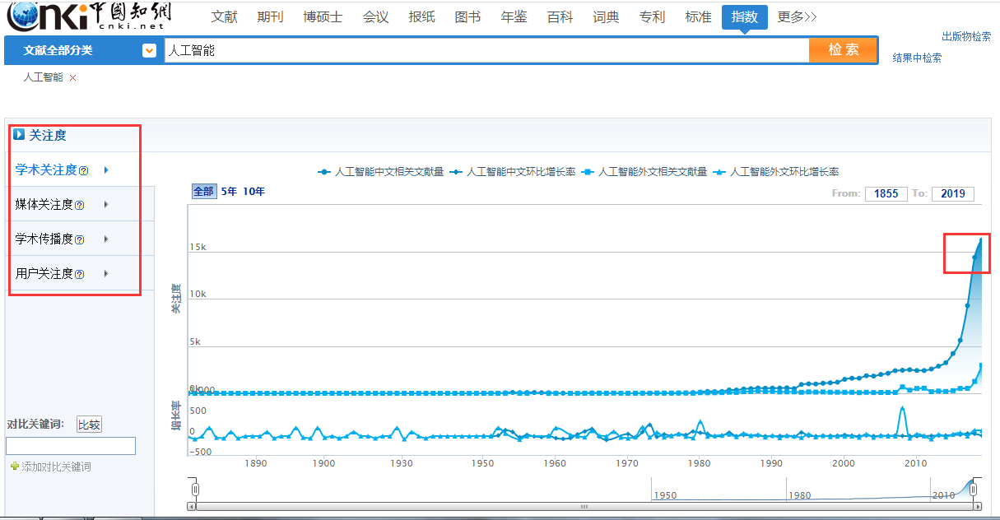 Cnki中國知網
cnki.net
文献 期刊 博硕士 会议 报纸 图书 年鉴 百科 词典 专利 标准 指数 更多>>
出版物检索
文献全部分类 人工智能 检索 结果中检索
人工智能 ×
关注度
学术关注度
媒体关注度
学术传播度
用户关注度
对比关键词: 比较
添加对比关键词
人工智能中文相关文献量 人工智能中文环比增长率 人工智能外文相关文献量 人工智能外文环比增长率
全部 5年 10年 From: 1855 To: 2019
关注度
15k
10k
5k
增长率
500
0
-500
1890 1900 1930 1950 1960 1970 1980 1990 2000 2010
1950 1980 2010